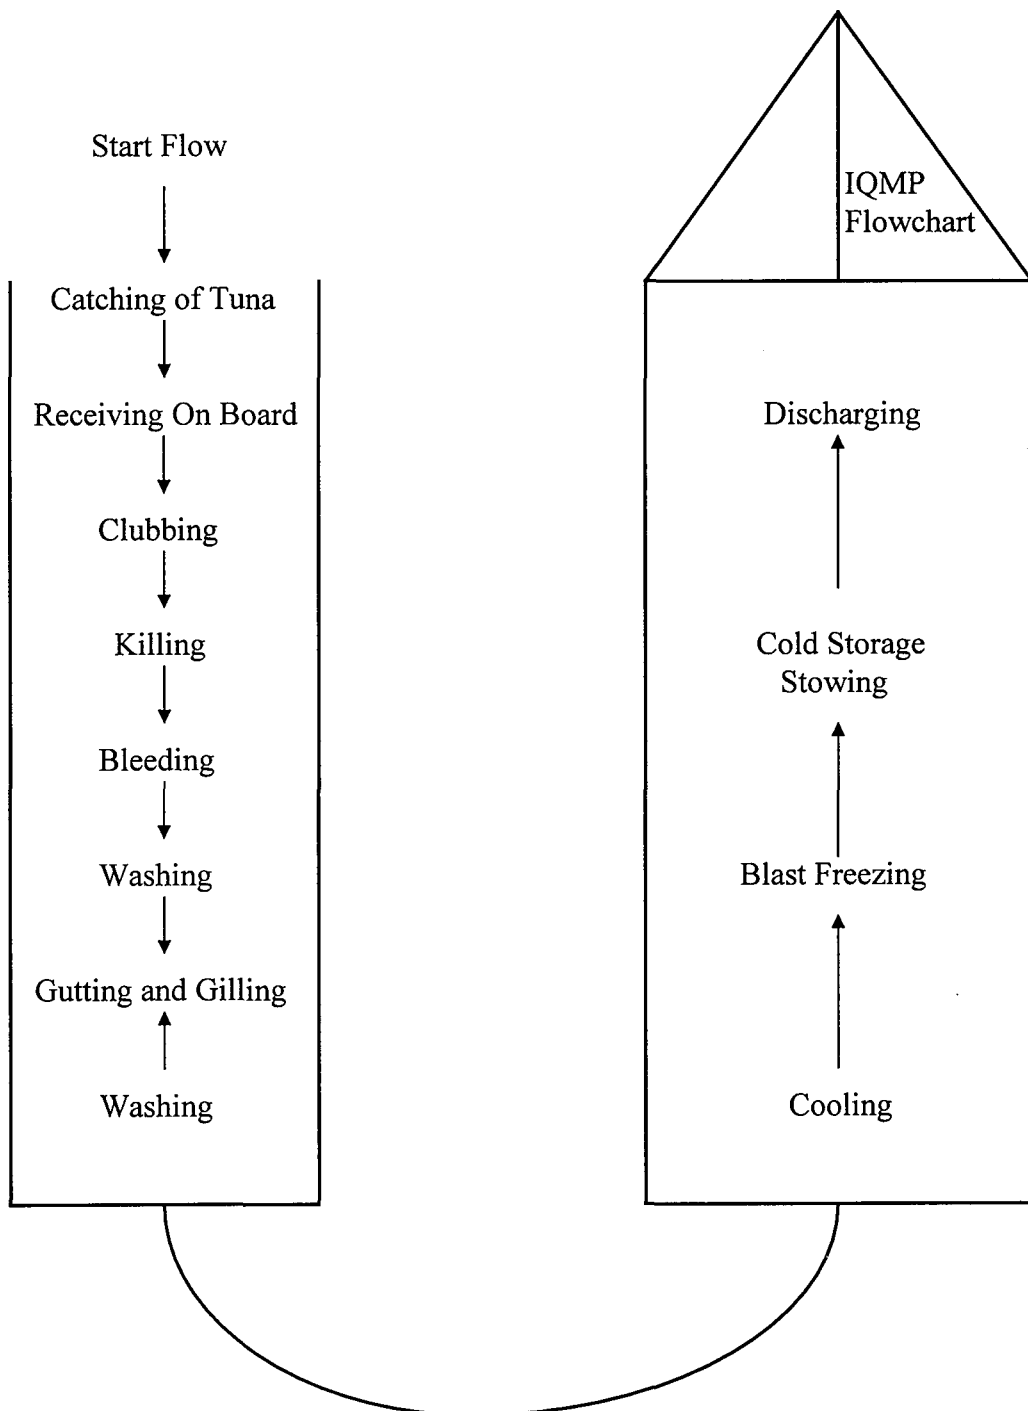 Start Flow
Catching of Tuna
Receiving On Board
Clubbing
Killing
Bleeding
Washing
Gutting and Gilling
Washing
IQMP
Flowchart
Discharging
Cold Storage
Stowing
Blast Freezing
Cooling